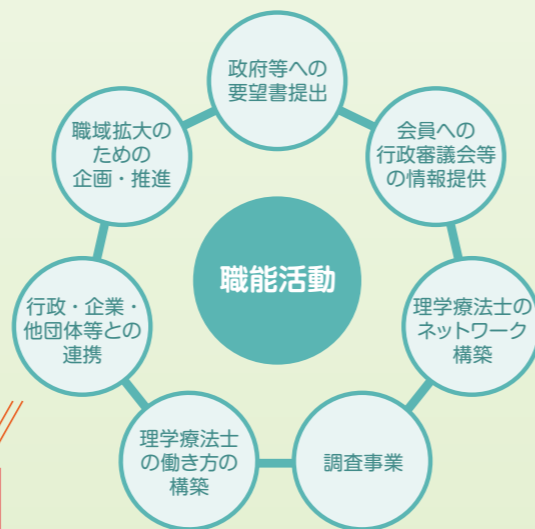 政府等への
要望書提出
会員への
行政審議会等
の情報提供
理学療法士の
ネットワーク
構築
調査事業
理学療法士
の働き方の
構築
行政・企業・
他団体等との
連携
職域拡大の
ための
企画・推進
職能活動